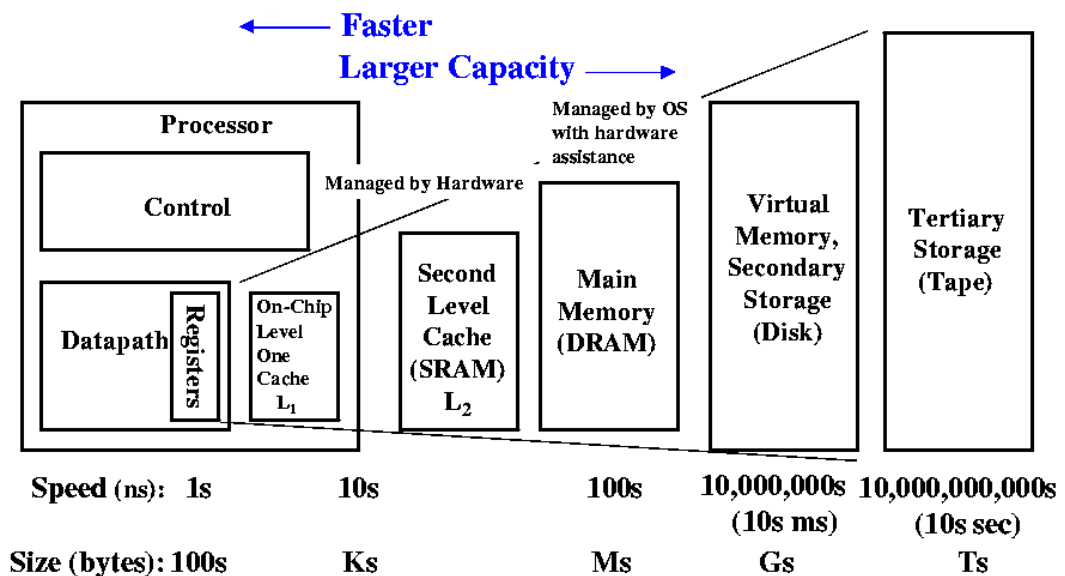 Faster
Larger Capacity
Processor
Control
Managed by Hardware
Managed by OS
with hardware
assistance
Datapath
Registers
On-Chip
Level
One
Cache
L₁
Second
Level
Cache
(SRAM)
L₂
Main
Memory
(DRAM)
Virtual
Memory,
Secondary
Storage
(Disk)
Tertiary
Storage
(Tape)
Speed (ns): 1s 10s 100s 10,000,000s 10,000,000,000s
(10s ms) (10s sec)
Size (bytes): 100s Ks Ms Gs Ts